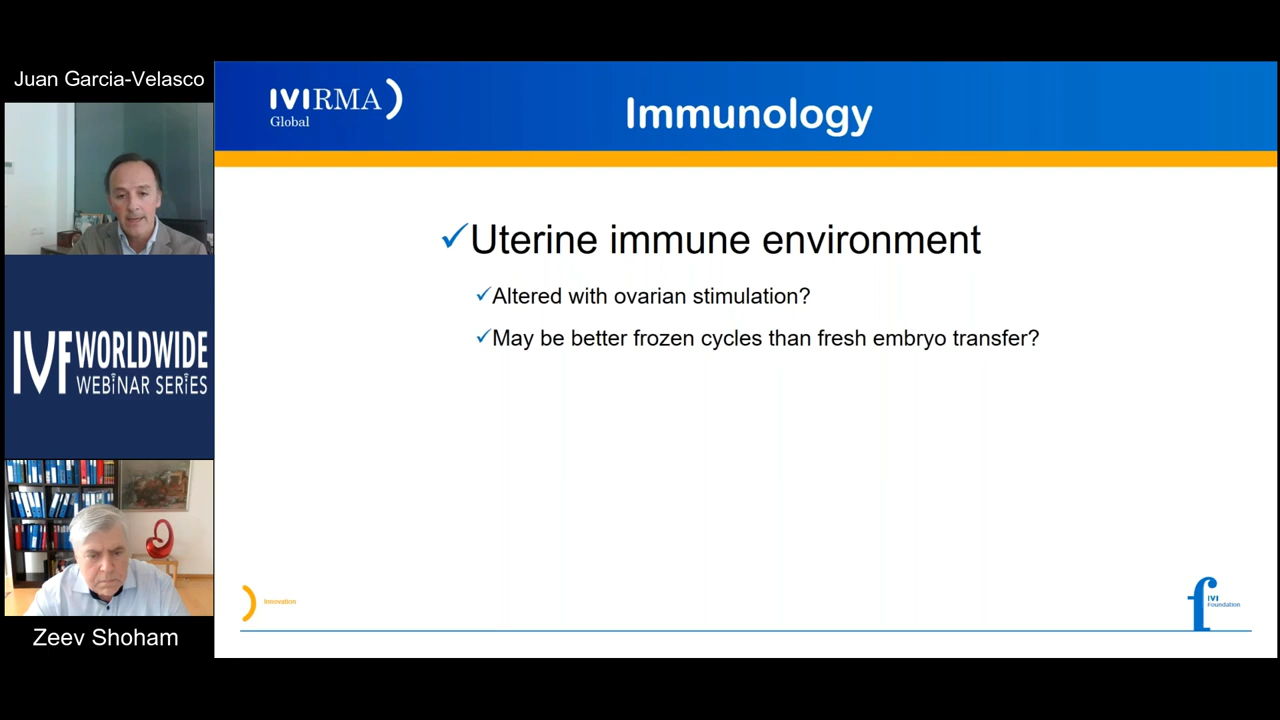 Juan Garcia-Velasco
IVIRMA
Global
Immunology
✓Uterine immune environment
✓Altered with ovarian stimulation?
✓May be better frozen cycles than fresh embryo transfer?
IVF WORLDWIDE
WEBINAR SERIES
Zeev Shoham
Innovation
IVI
Foundation